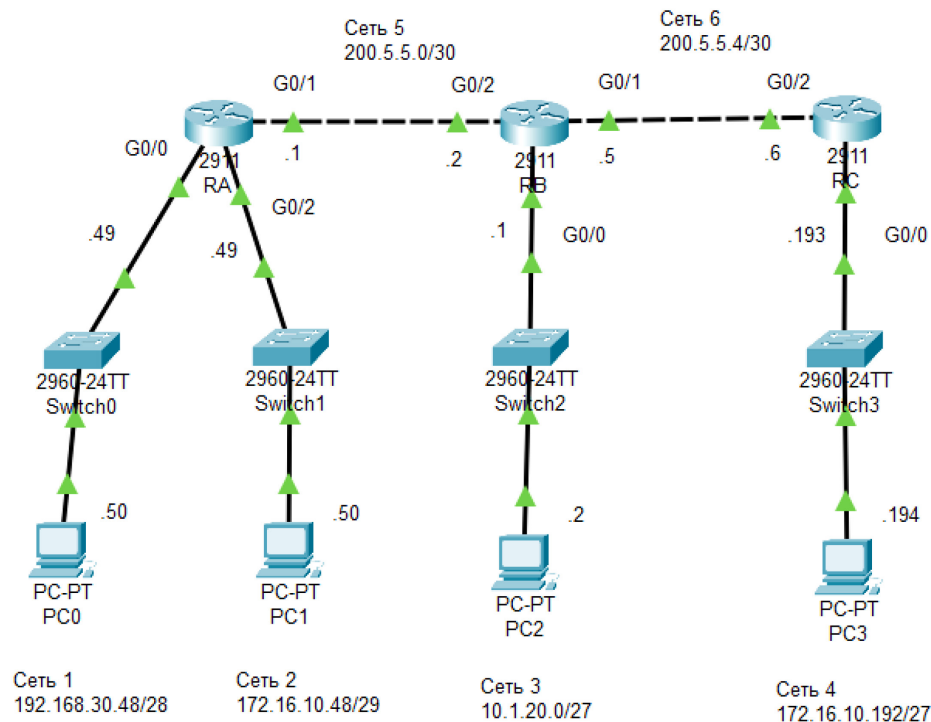 Сеть 5
200.5.5.0/30
Сеть 6
200.5.5.4/30
G0/1
G0/2
G0/1
G0/2
G0/0
.1
2911
RA
.2
2911
RB
.5
.6
2911
RC
G0/2
.49
.49
.1
G0/0
.193
G0/0
2960-24TT
Switch0
2960-24TT
Switch1
2960-24TT
Switch2
2960-24TT
Switch3
.50
.50
.2
.194
PC-PT
PC0
PC-PT
PC1
PC-PT
PC2
PC-PT
PC3
Сеть 1
192.168.30.48/28
Сеть 2
172.16.10.48/29
Сеть 3
10.1.20.0/27
Сеть 4
172.16.10.192/27